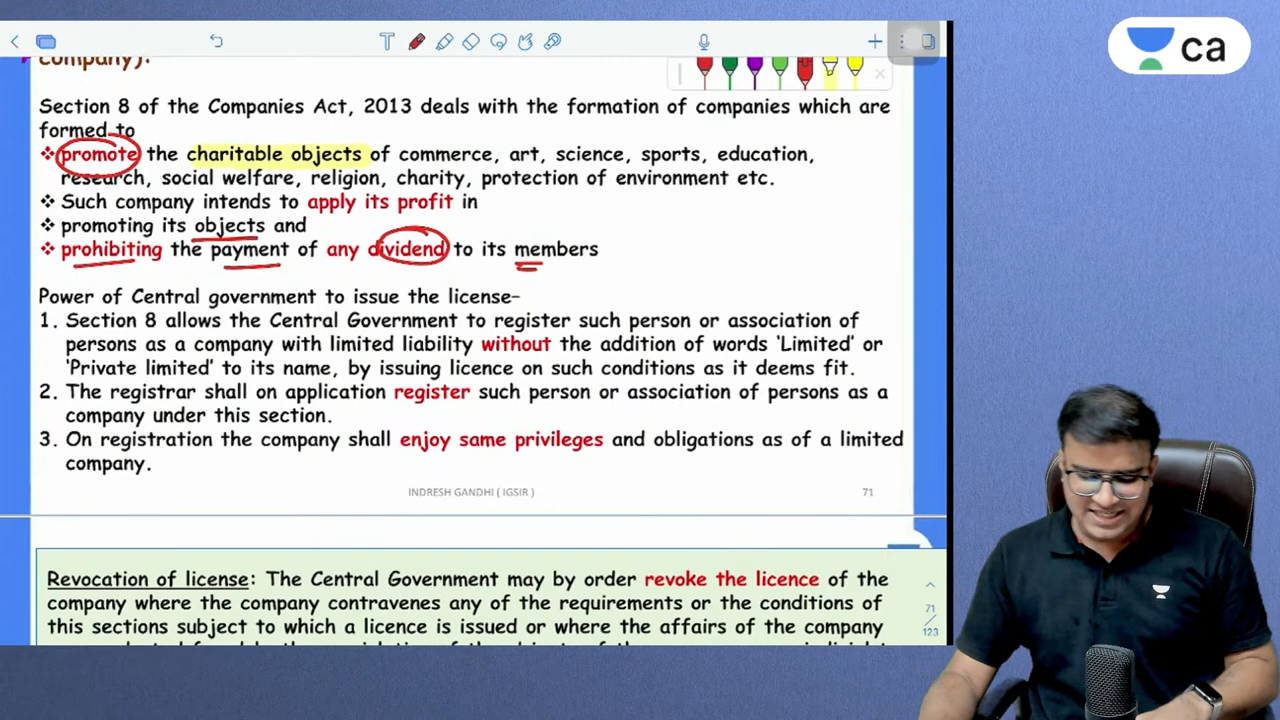 ca
company):
Section 8 of the Companies Act, 2013 deals with the formation of companies which are
formed to
❖ promote the charitable objects of commerce, art, science, sports, education,
research, social welfare, religion, charity, protection of environment etc.
❖ Such company intends to apply its profit in
❖ promoting its objects and
❖ prohibiting the payment of any dividend to its members
Power of Central government to issue the license–
1. Section 8 allows the Central Government to register such person or association of
persons as a company with limited liability without the addition of words ‘Limited’ or
‘Private limited’ to its name, by issuing licence on such conditions as it deems fit.
2. The registrar shall on application register such person or association of persons as a
company under this section.
3. On registration the company shall enjoy same privileges and obligations as of a limited
company.
INDRESH GANDHI ( IGSIR )
71
Revocation of license: The Central Government may by order revoke the licence of the
company where the company contravenes any of the requirements or the conditions of
this sections subject to which a licence is issued or where the affairs of the company
71
/
123